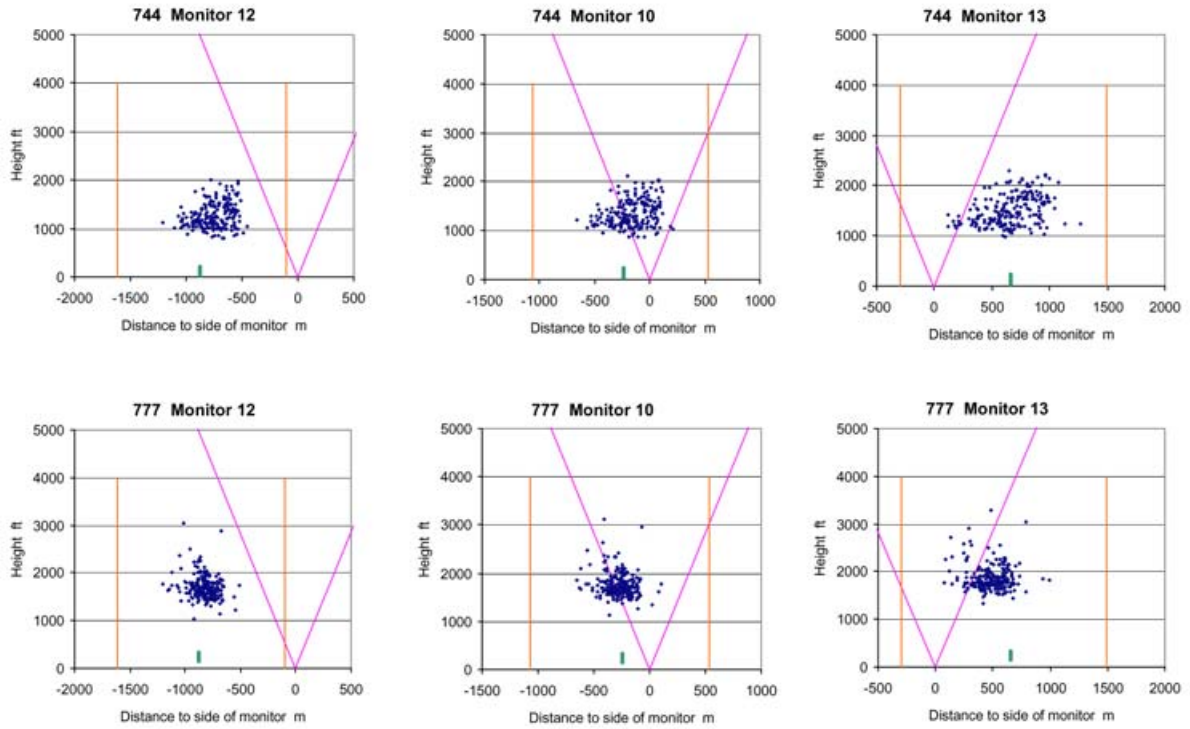 744 Monitor 12
744 Monitor 10
744 Monitor 13
5000
4000
3000
2000
1000
0
Height ft
-2000 -1500 -1000 -500 0 500
Distance to side of monitor m
5000
4000
3000
2000
1000
0
Height ft
-1500 -1000 -500 0 500 1000
Distance to side of monitor m
5000
4000
3000
2000
1000
0
Height ft
-500 0 500 1000 1500 2000
Distance to side of monitor m
777 Monitor 12
777 Monitor 10
777 Monitor 13
5000
4000
3000
2000
1000
0
Height ft
-2000 -1500 -1000 -500 0 500
Distance to side of monitor m
5000
4000
3000
2000
1000
0
Height ft
-1500 -1000 -500 0 500 1000
Distance to side of monitor m
5000
4000
3000
2000
1000
0
Height ft
-500 0 500 1000 1500 2000
Distance to side of monitor m